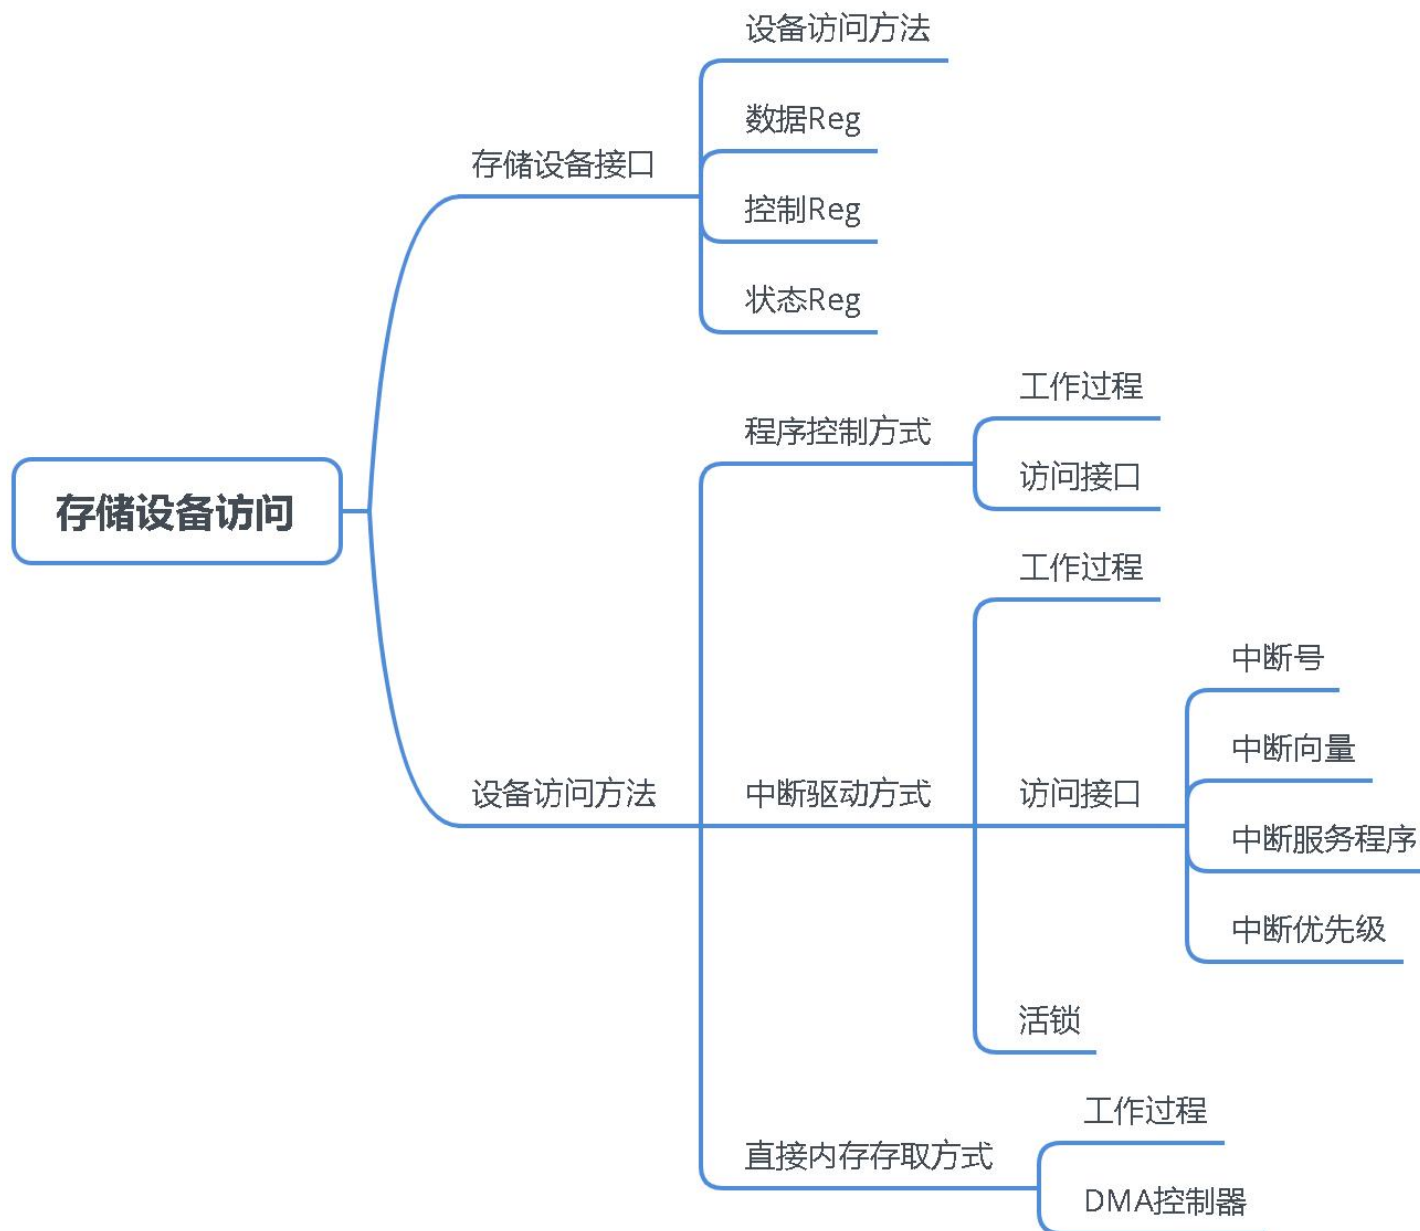 设备访问方法
数据Reg
存储设备接口
控制Reg
状态Reg
工作过程
程序控制方式
访问接口
存储设备访问
工作过程
中断号
中断向量
设备访问方法
中断驱动方式
访问接口
中断服务程序
中断优先级
活锁
工作过程
直接内存存取方式
DMA控制器